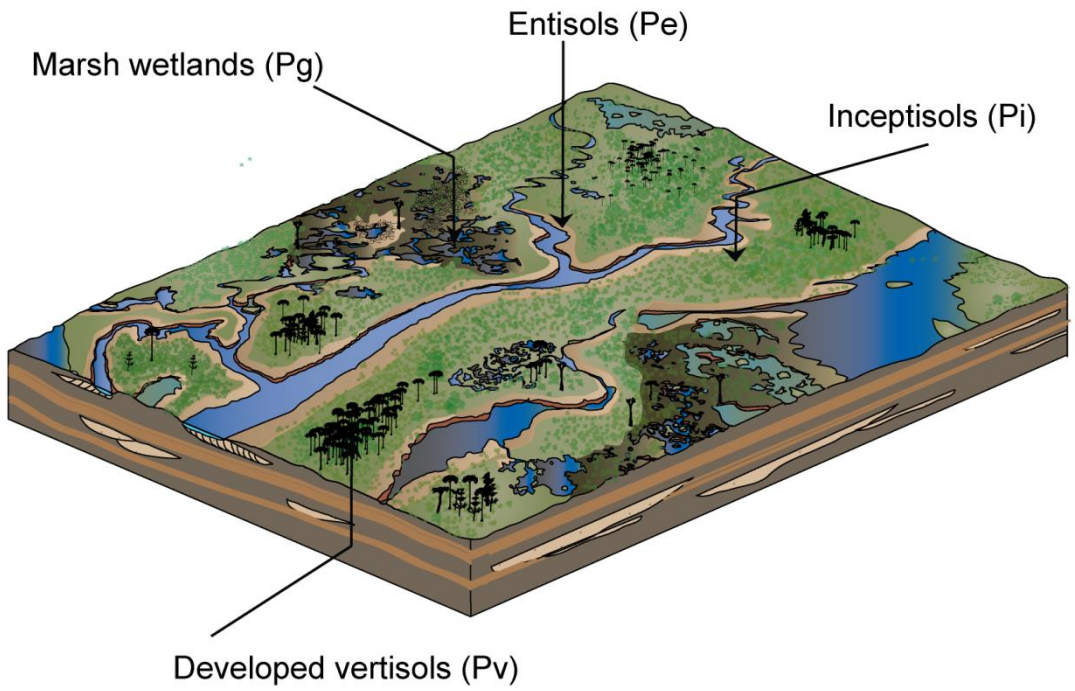 Entisols (Pe)
Marsh wetlands (Pg)
Inceptisols (Pi)
Developed vertisols (Pv)